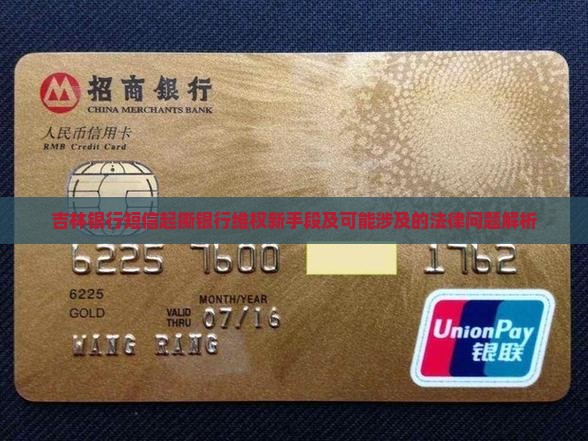 招商銀行
CHINA MERCHANTS BANK
人民币信用卡
RMB Credit Card
吉林银行短信起诉银行维权新手段及可能涉及的法律问题解析
6225 7600 1762
6225
GOLD
MONTH/YEAR
VALID THRU 07/16
WANG RANG
UnionPay
银联